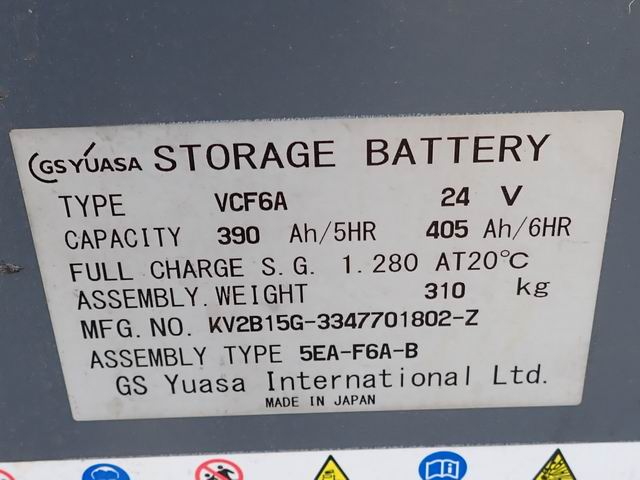 GS YUASA STORAGE BATTERY
TYPE VCF6A 24 V
CAPACITY 390 Ah/5HR 405 Ah/6HR
FULL CHARGE S.G. 1.280 AT20℃
ASSEMBLY.WEIGHT 310 kg
MFG.NO. KV2B15G-3347701802-Z
ASSEMBLY TYPE 5EA-F6A-B
GS Yuasa International Ltd.
MADE IN JAPAN